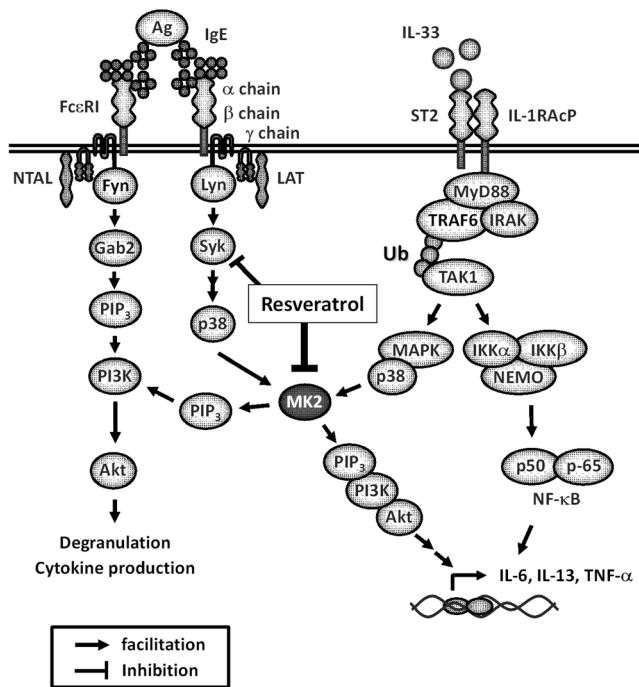 Ag
IgE
IL-33
α chain
FcεRI
β chain
ST2
IL-1RAcP
γ chain
NTAL
Fyn
Lyn
LAT
MyD88
TRAF6
IRAK
Gab2
Syk
Ub
TAK1
Resveratrol
PIP3
p38
MAPK
IKKα
IKKβ
PI3K
p38
NEMO
MK2
PIP3
PIP3
p50
p-65
Akt
PI3K
NF-κB
Akt
Degranulation
Cytokine production
IL-6, IL-13, TNF-α
facilitation
Inhibition